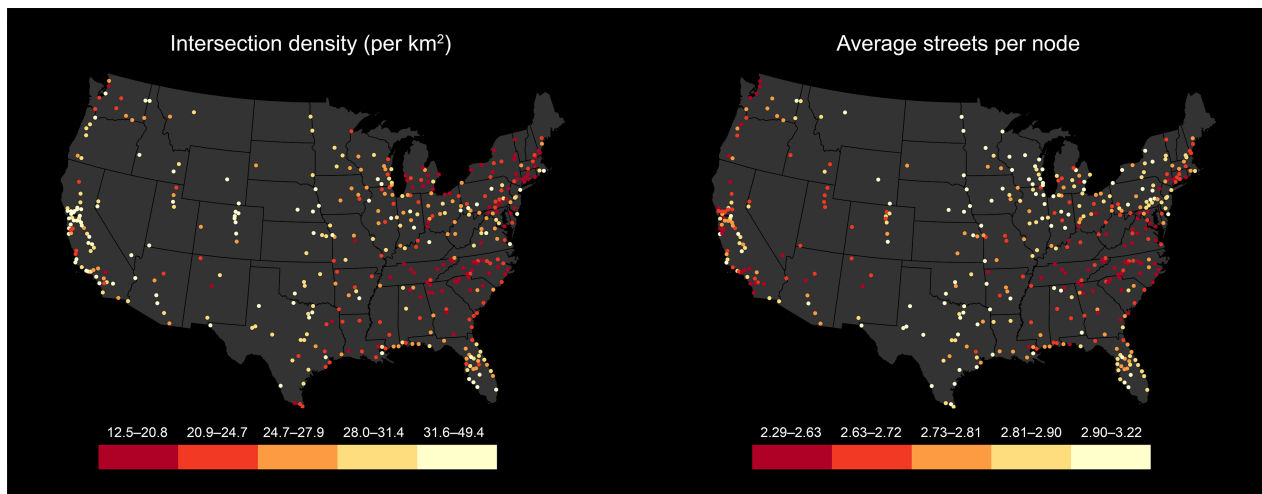 Intersection density (per km²)
12.5–20.8 20.9–24.7 24.7–27.9 28.0–31.4 31.6–49.4
Average streets per node
2.29–2.63 2.63–2.72 2.73–2.81 2.81–2.90 2.90–3.22